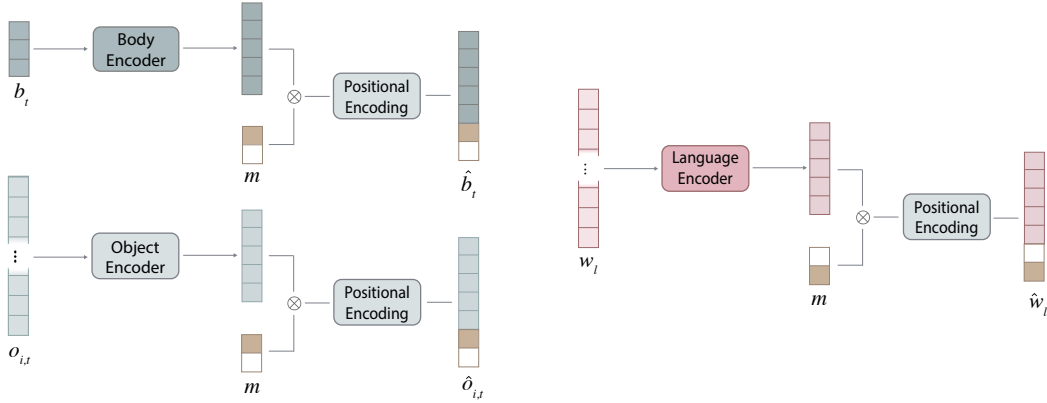 b_t
Body
Encoder
m
Positional
Encoding
b̂_t
o_{i,t}
Object
Encoder
m
Positional
Encoding
ô_{i,t}
w_l
Language
Encoder
m
Positional
Encoding
ŵ_l